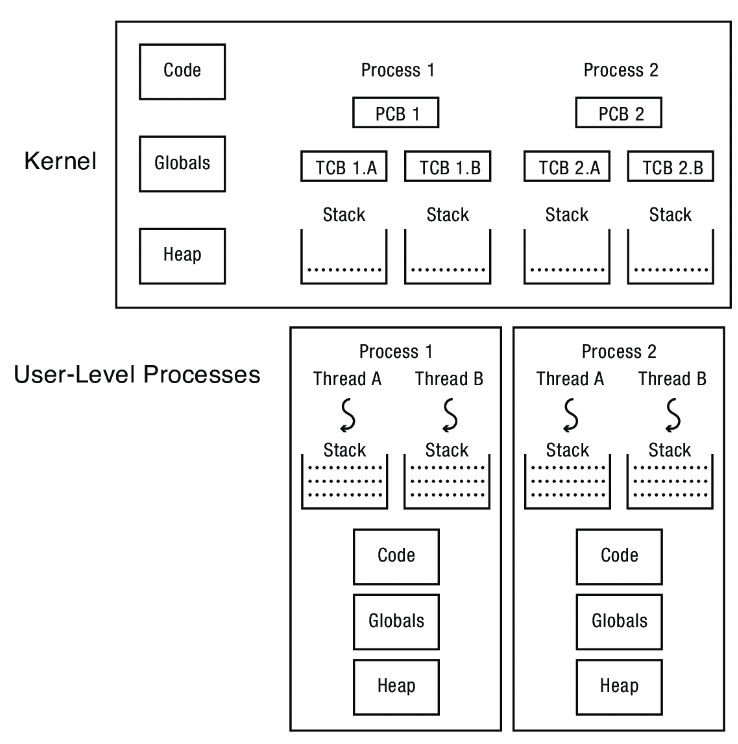 Kernel
Code
Globals
Heap
Process 1
PCB 1
TCB 1.A TCB 1.B
Stack Stack
Process 2
PCB 2
TCB 2.A TCB 2.B
Stack Stack
User-Level Processes
Process 1
Thread A Thread B
Stack Stack
Code
Globals
Heap
Process 2
Thread A Thread B
Stack Stack
Code
Globals
Heap